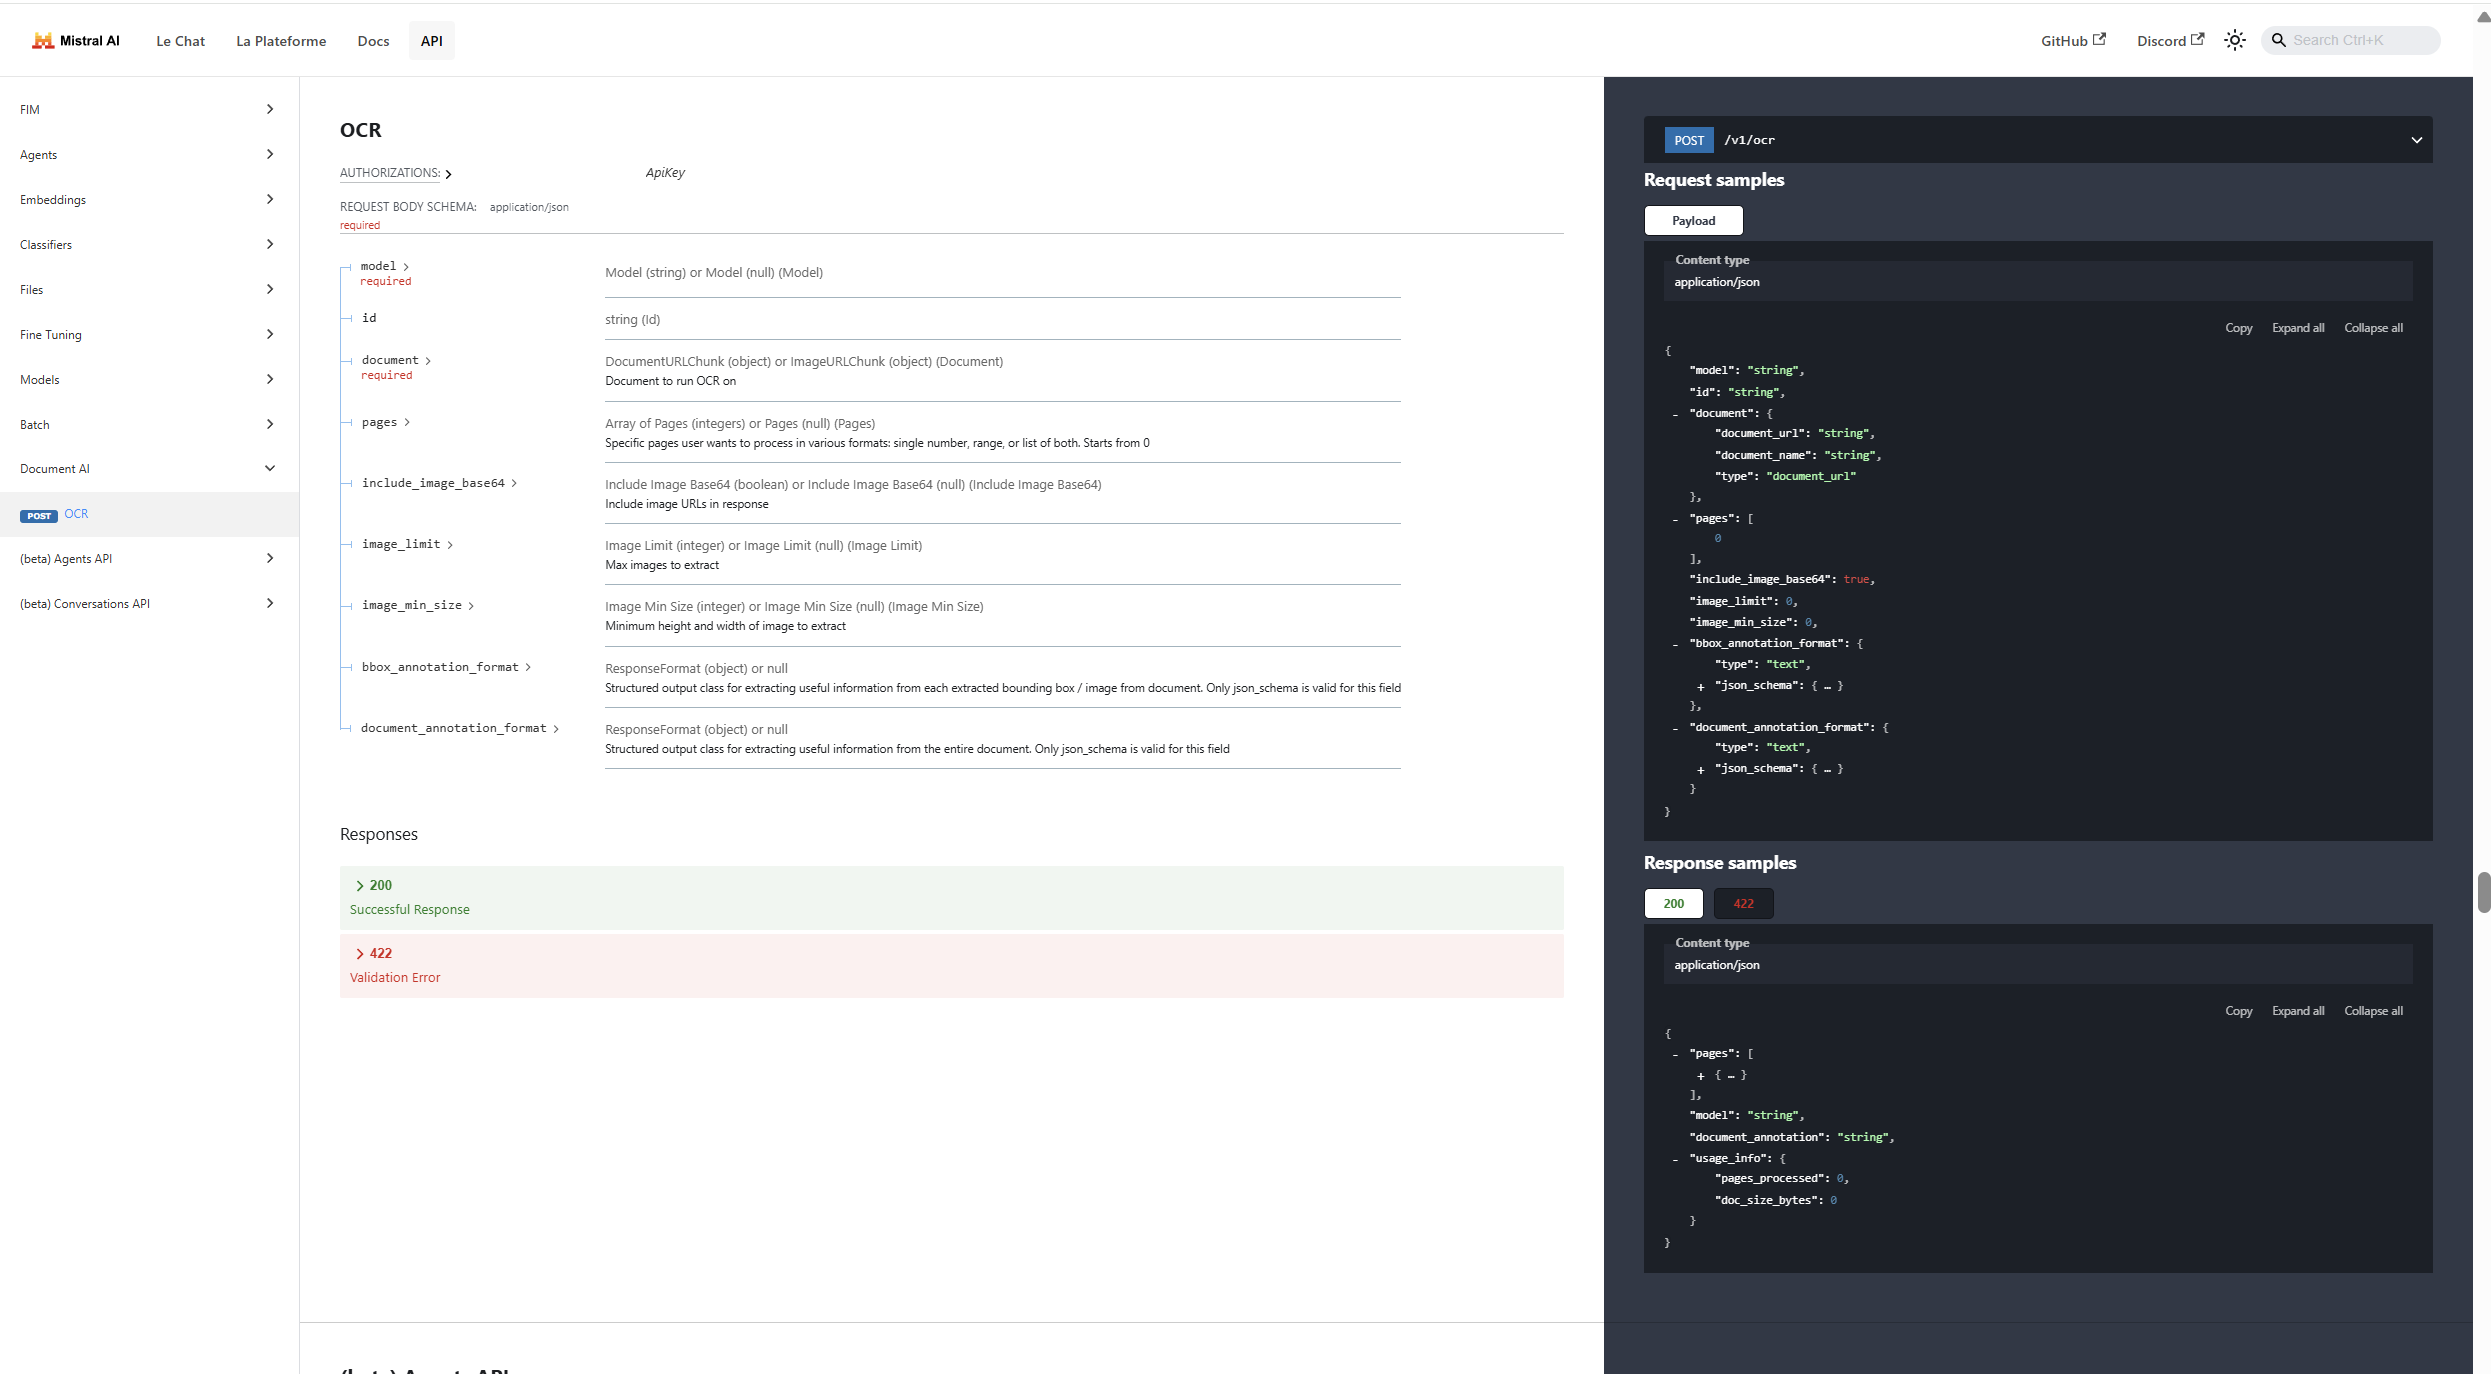 Mistral AI
Le Chat
La Plateforme
Docs
API
GitHub
Discord
Search Ctrl+K
FIM
Agents
Embeddings
Classifiers
Files
Fine Tuning
Models
Batch
Document AI
POST OCR
(beta) Agents API
(beta) Conversations API
OCR
AUTHORIZATIONS: ApiKey
REQUEST BODY SCHEMA: application/json
required
model
required
Model (string) or Model (null) (Model)
id
string (Id)
document
required
DocumentURLChunk (object) or ImageURLChunk (object) (Document)
Document to run OCR on
pages
Array of Pages (integers) or Pages (null) (Pages)
Specific pages user wants to process in various formats: single number, range, or list of both. Starts from 0
include_image_base64
Include Image Base64 (boolean) or Include Image Base64 (null) (Include Image Base64)
Include image URLs in response
image_limit
Image Limit (integer) or Image Limit (null) (Image Limit)
Max images to extract
image_min_size
Image Min Size (integer) or Image Min Size (null) (Image Min Size)
Minimum height and width of image to extract
bbox_annotation_format
ResponseFormat (object) or null
Structured output class for extracting useful information from each extracted bounding box / image from document. Only json_schema is valid for this field
document_annotation_format
ResponseFormat (object) or null
Structured output class for extracting useful information from the entire document. Only json_schema is valid for this field
Responses
200
Successful Response
422
Validation Error
POST /v1/ocr
Request samples
Payload
Content type
application/json
Copy Expand all Collapse all
{
"model": "string",
"id": "string",
- "document": {
"document_url": "string",
"document_name": "string",
"type": "document_url"
},
- "pages": [
0
],
"include_image_base64": true,
"image_limit": 0,
"image_min_size": 0,
- "bbox_annotation_format": {
"type": "text",
+ "json_schema": { … }
},
- "document_annotation_format": {
"type": "text",
+ "json_schema": { … }
}
}
Response samples
200 422
Content type
application/json
Copy Expand all Collapse all
{
- "pages": [
+ { … }
],
"model": "string",
"document_annotation": "string",
- "usage_info": {
"pages_processed": 0,
"doc_size_bytes": 0
}
}
(beta) Agents API